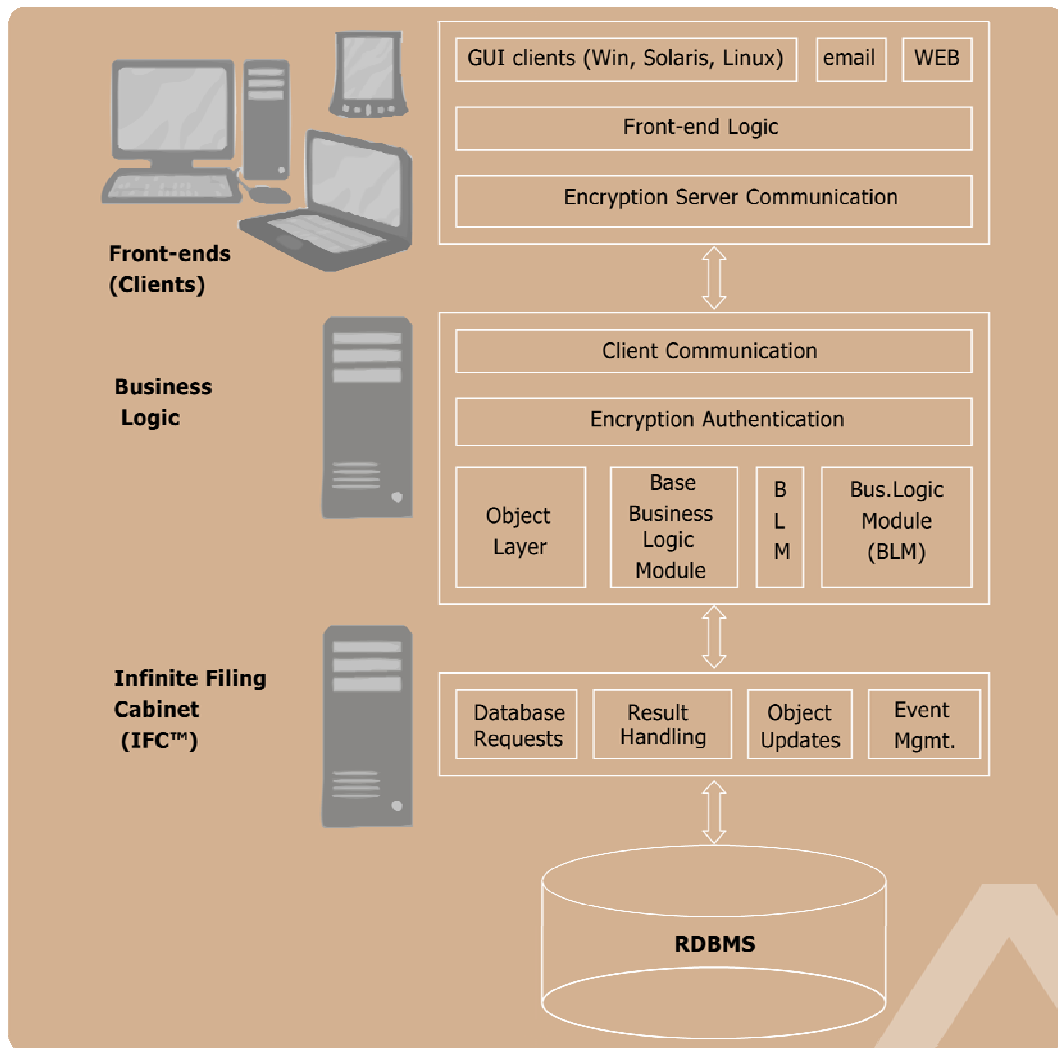 GUI clients (Win, Solaris, Linux)
email
WEB
Front-end Logic
Encryption Server Communication
Front-ends
(Clients)
Client Communication
Business
Logic
Encryption Authentication
Object
Layer
Base
Business
Logic
Module
B
L
M
Bus.Logic
Module
(BLM)
Infinite Filing
Cabinet
(IFC™)
Database
Requests
Result
Handling
Object
Updates
Event
Mgmt.
RDBMS